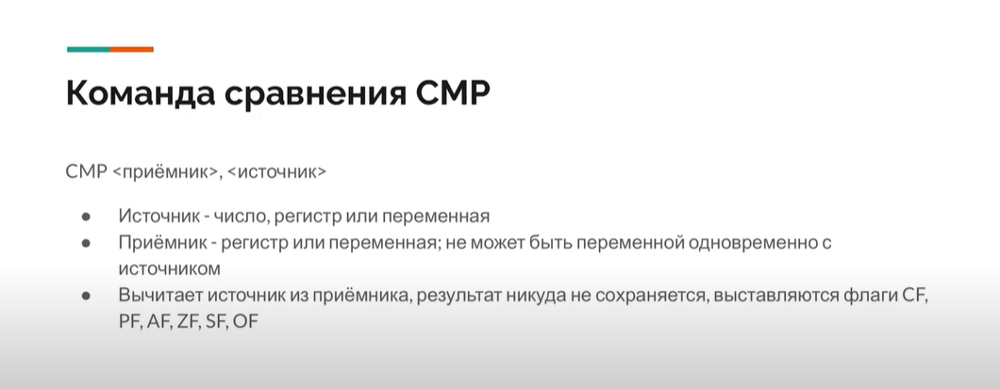 Команда сравнения CMP
CMP <приёмник>, <источник>
● Источник - число, регистр или переменная
● Приёмник - регистр или переменная; не может быть переменной одновременно с
источником
● Вычитает источник из приёмника, результат никуда не сохраняется, выставляются флаги CF,
PF, AF, ZF, SF, OF